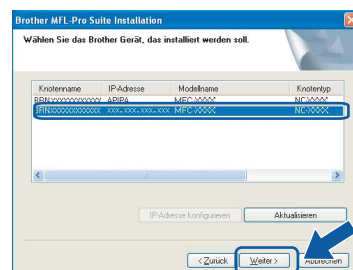 Brother MFL-Pro Suite Installation
Wählen Sie das Brother Gerät, das installiert werden soll.
Knotenname IP-Adresse Modellname Knotentyp
BRNXXXXXXXXXXXX APIPA MFC-XXXX NC-XXXX
BRNXXXXXXXXXXXX xxx.xxx.xxx.xxx MFC-XXXX NC-XXXX
IP-Adresse konfigurieren Aktualisieren
< Zurück Weiter > Abbrechen